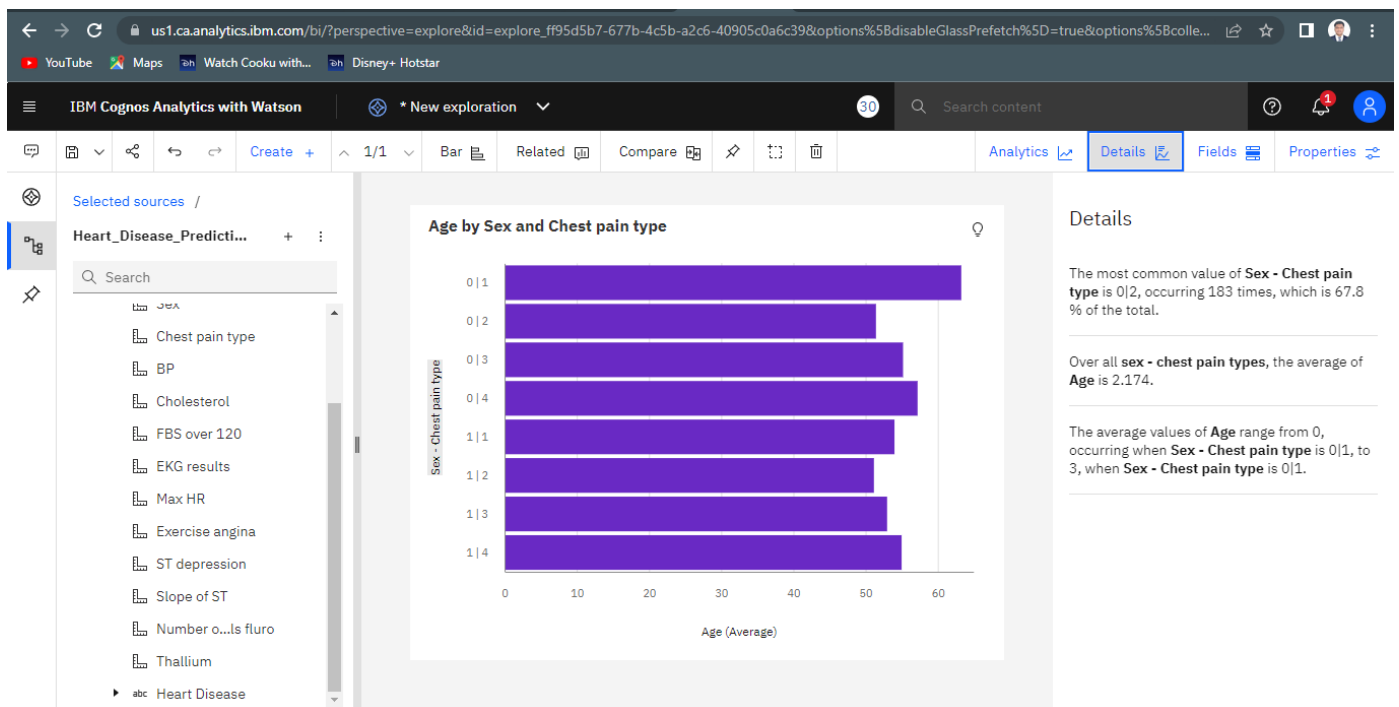 us1.ca.analytics.ibm.com/bi/?perspective=explore&id=explore_ff95d5b7-677b-4c5b-a2c6-40905c0a6c39&options%5BdisableGlassPrefetch%5D=true&options%5Bcolle...
YouTube Maps Watch Cooku with... Disney+ Hotstar
IBM Cognos Analytics with Watson * New exploration 30 Search content 1
Create + 1/1 Bar Related Compare Analytics Details Fields Properties
Selected sources /
Heart_Disease_Predicti...
Search
Sex
Chest pain type
BP
Cholesterol
FBS over 120
EKG results
Max HR
Exercise angina
ST depression
Slope of ST
Number o...ls fluro
Thallium
abc Heart Disease
Age by Sex and Chest pain type
Sex - Chest pain type
0|1
0|2
0|3
0|4
1|1
1|2
1|3
1|4
0 10 20 30 40 50 60
Age (Average)
Details
The most common value of Sex - Chest pain
type is 0|2, occurring 183 times, which is 67.8
% of the total.
Over all sex - chest pain types, the average of
Age is 2.174.
The average values of Age range from 0,
occurring when Sex - Chest pain type is 0|1, to
3, when Sex - Chest pain type is 0|1.